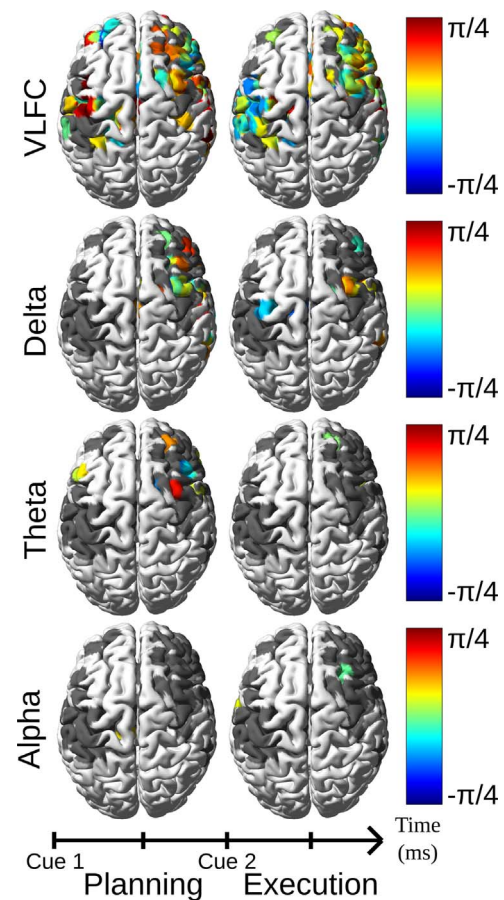 VLFC
π/4
-π/4
Delta
π/4
-π/4
Theta
π/4
-π/4
Alpha
π/4
-π/4
Time
(ms)
Cue 1
Cue 2
Planning
Execution